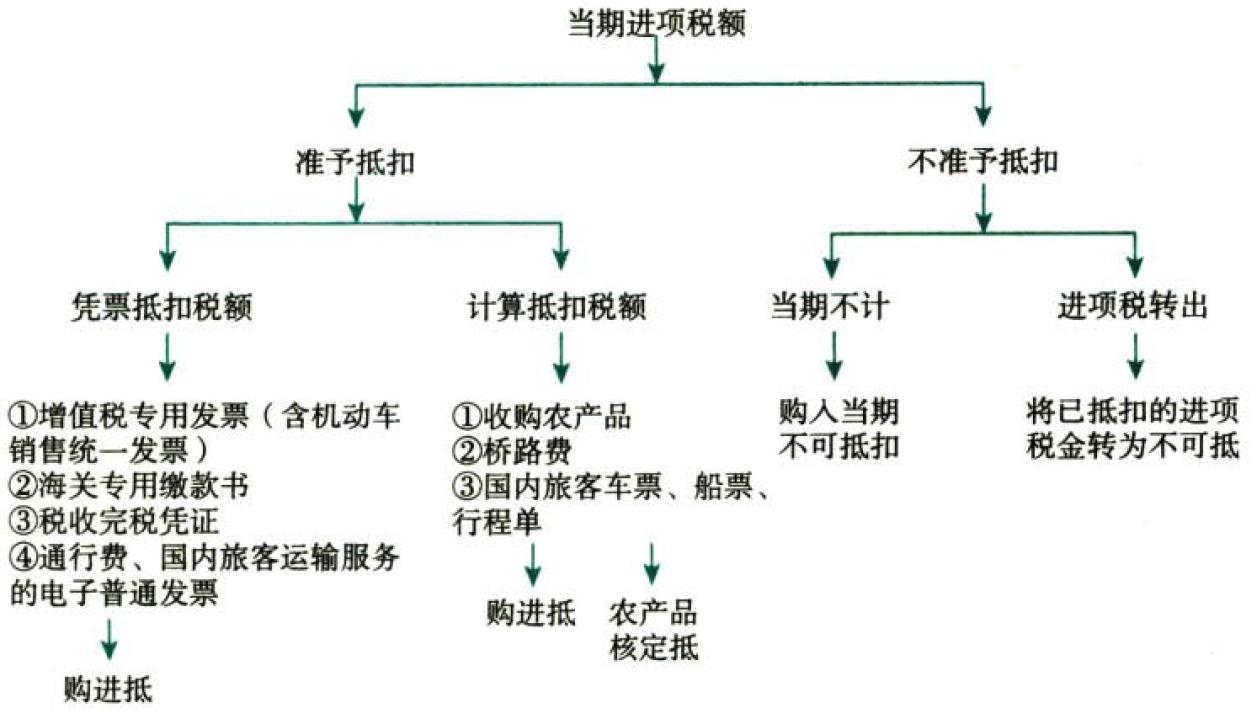 当期进项税额
准予抵扣
不准予抵扣
凭票抵扣税额
计算抵扣税额
当期不计
进项税转出
①增值税专用发票（含机动车
销售统一发票）
②海关专用缴款书
③税收完税凭证
④通行费、国内旅客运输服务
的电子普通发票
购进抵
①收购农产品
②桥路费
③国内旅客车票、船票、
行程单
购进抵
农产品
核定抵
购入当期
不可抵扣
将已抵扣的进项
税金转为不可抵